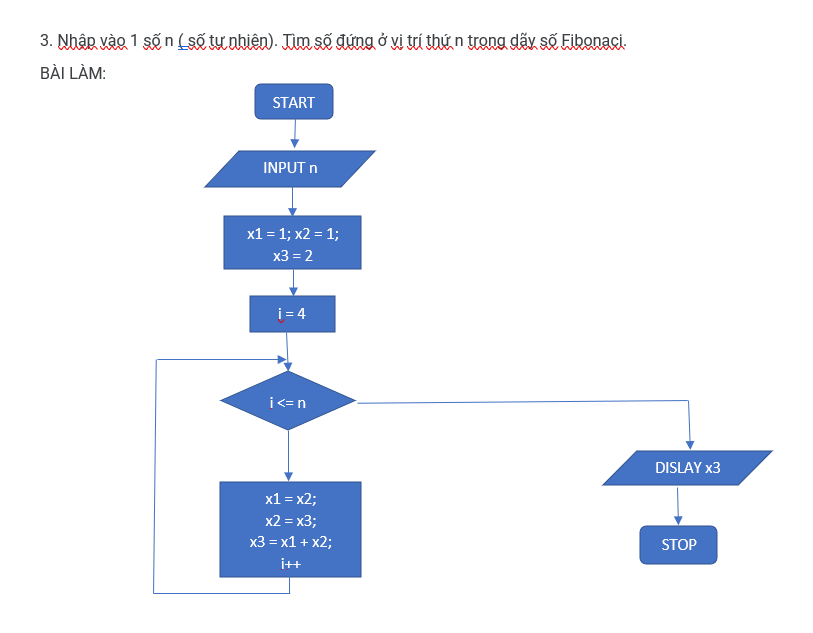 3. Nhập vào 1 số n ( số tự nhiên). Tìm số đứng ở vị trí thứ n trong dãy số Fibonaci.
BÀI LÀM:
START
INPUT n
x1 = 1; x2 = 1;
x3 = 2
i = 4
i <= n
x1 = x2;
x2 = x3;
x3 = x1 + x2;
i++
DISLAY x3
STOP